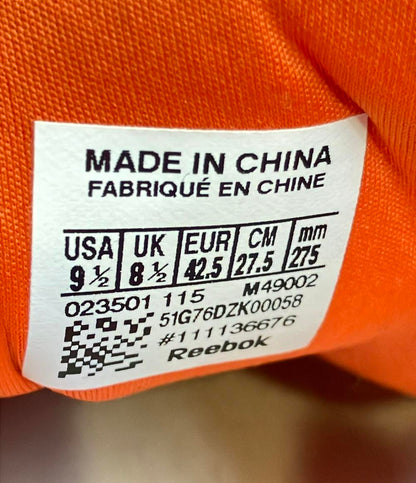 MADE IN CHINA
FABRIQUÉ EN CHINE
USA UK EUR CM mm
9 ½ 8 ½ 42.5 27.5 275
023501 115 M49002
51G76DZK00058
#111136676
Reebok